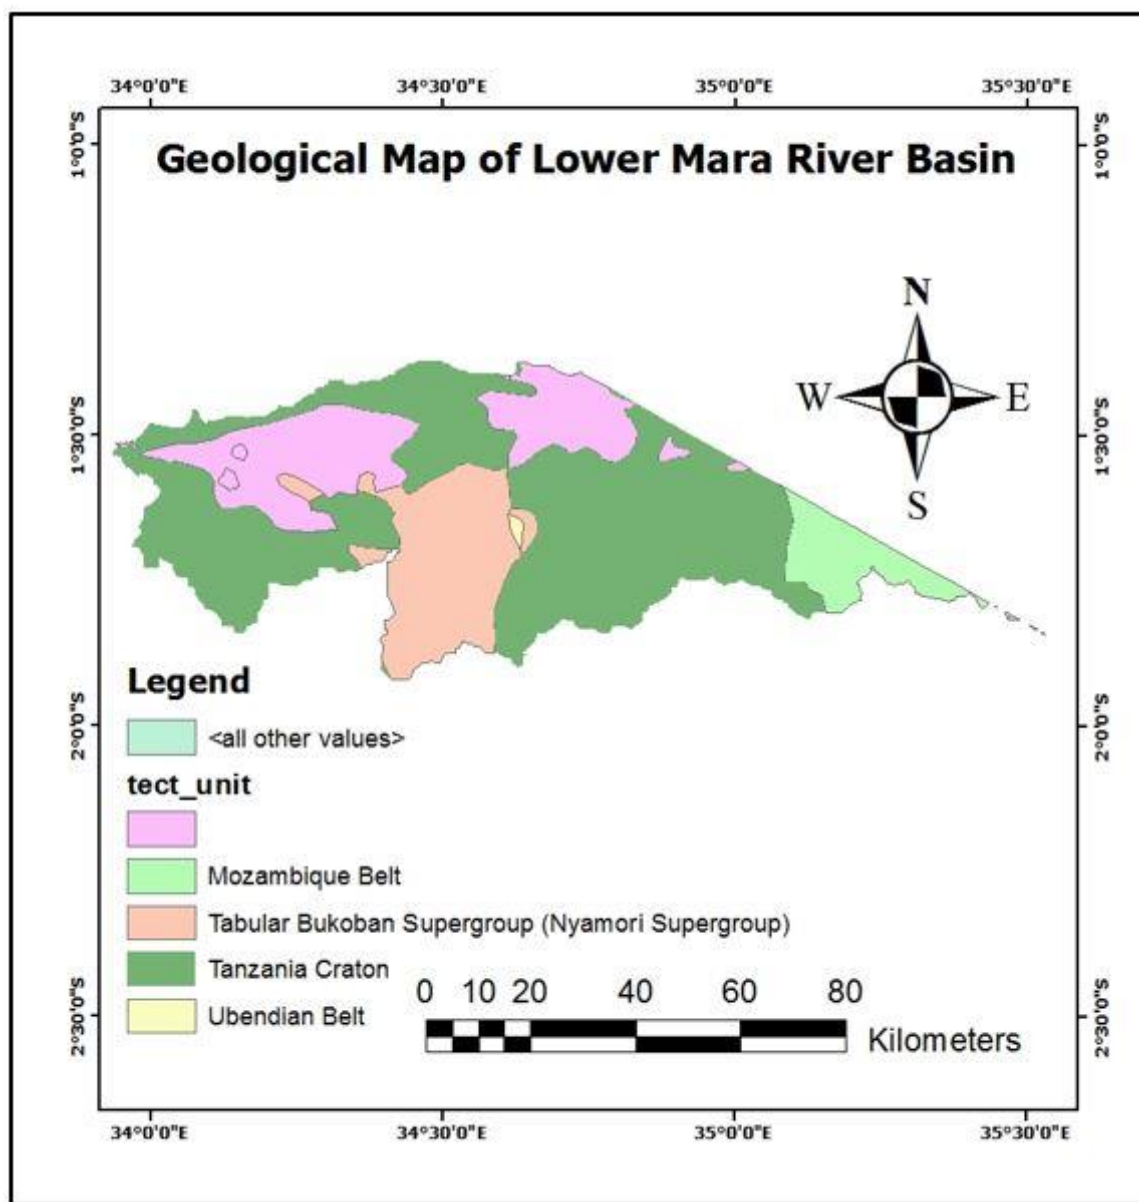 34°0'0"E 34°30'0"E 35°0'0"E 35°30'0"E
1°0'0"S 1°0'0"S
Geological Map of Lower Mara River Basin
N
W E
S
1°30'0"S 1°30'0"S
Legend
2°0'0"S 2°0'0"S
<all other values>
tect_unit
Mozambique Belt
Tabular Bukoban Supergroup (Nyamori Supergroup)
Tanzania Craton
Ubendian Belt
0 10 20 40 60 80
Kilometers
2°30'0"S 2°30'0"S
34°0'0"E 34°30'0"E 35°0'0"E 35°30'0"E